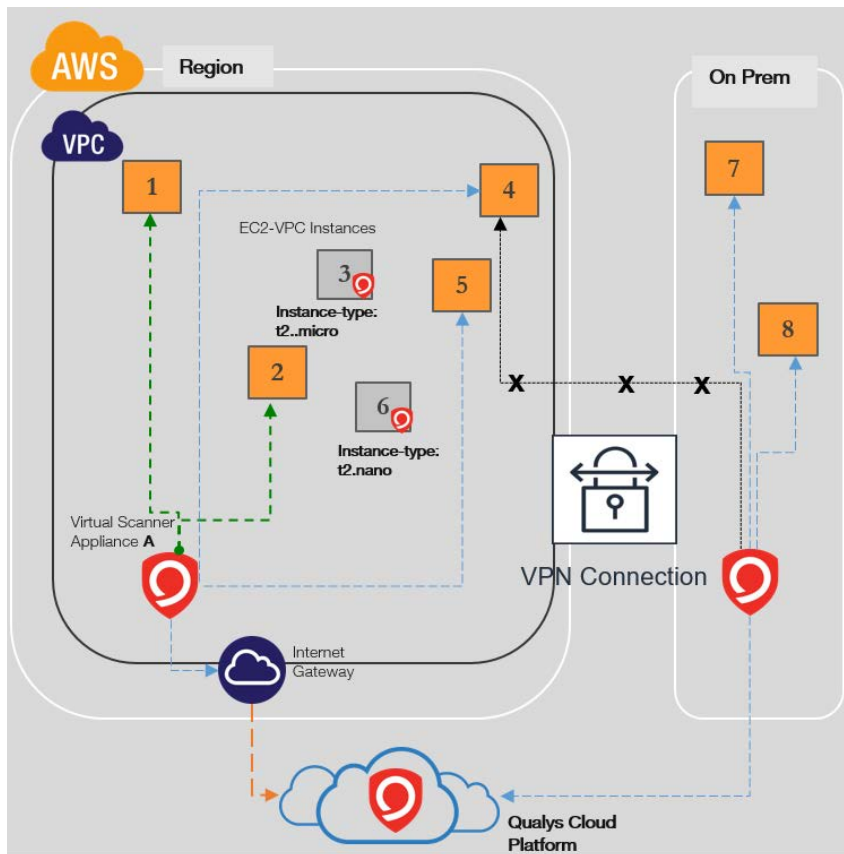 AWS
Region
On Prem
VPC
1
4
7
EC2-VPC Instances
3
5
Instance-type:
t2..micro
8
2
6
Instance-type:
t2.nano
X
X
X
Virtual Scanner
Appliance A
VPN Connection
Internet
Gateway
Qualys Cloud
Platform